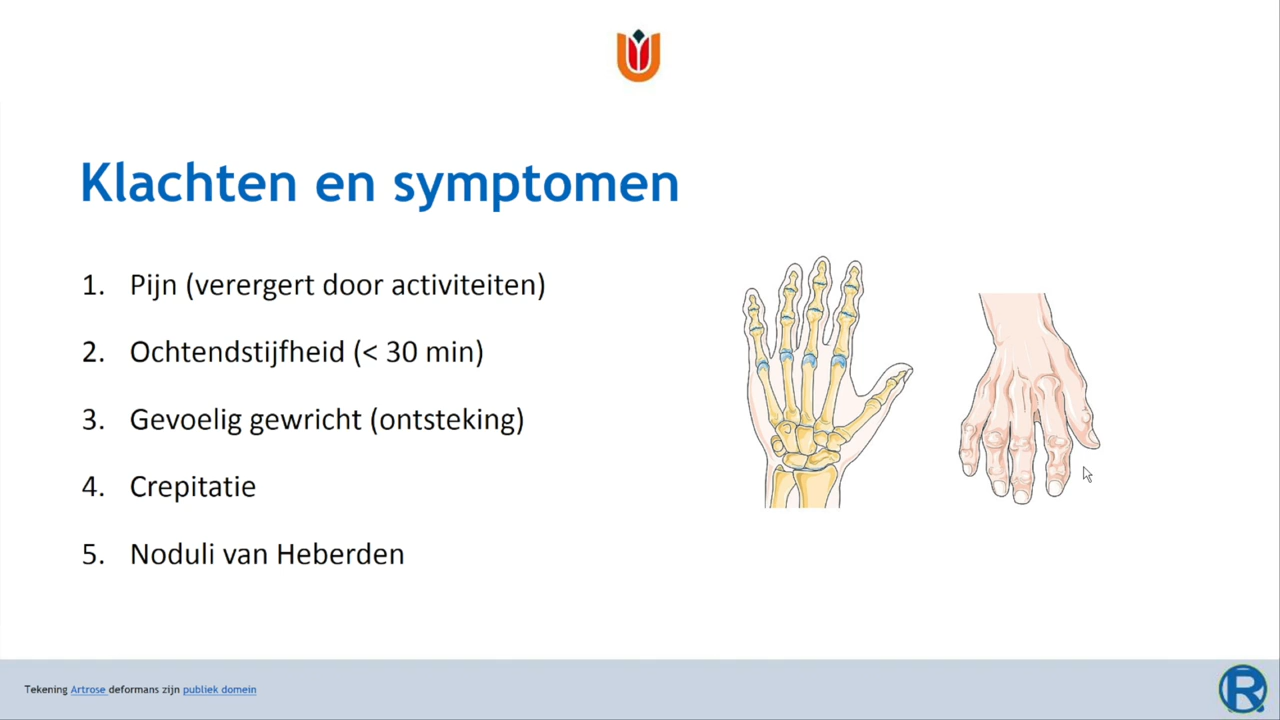 Klachten en symptomen
1. Pijn (verergert door activiteiten)
2. Ochtendstijfheid (< 30 min)
3. Gevoelig gewricht (ontsteking)
4. Crepitatie
5. Noduli van Heberden
Tekening Artrose deformans zijn publiek domein
R